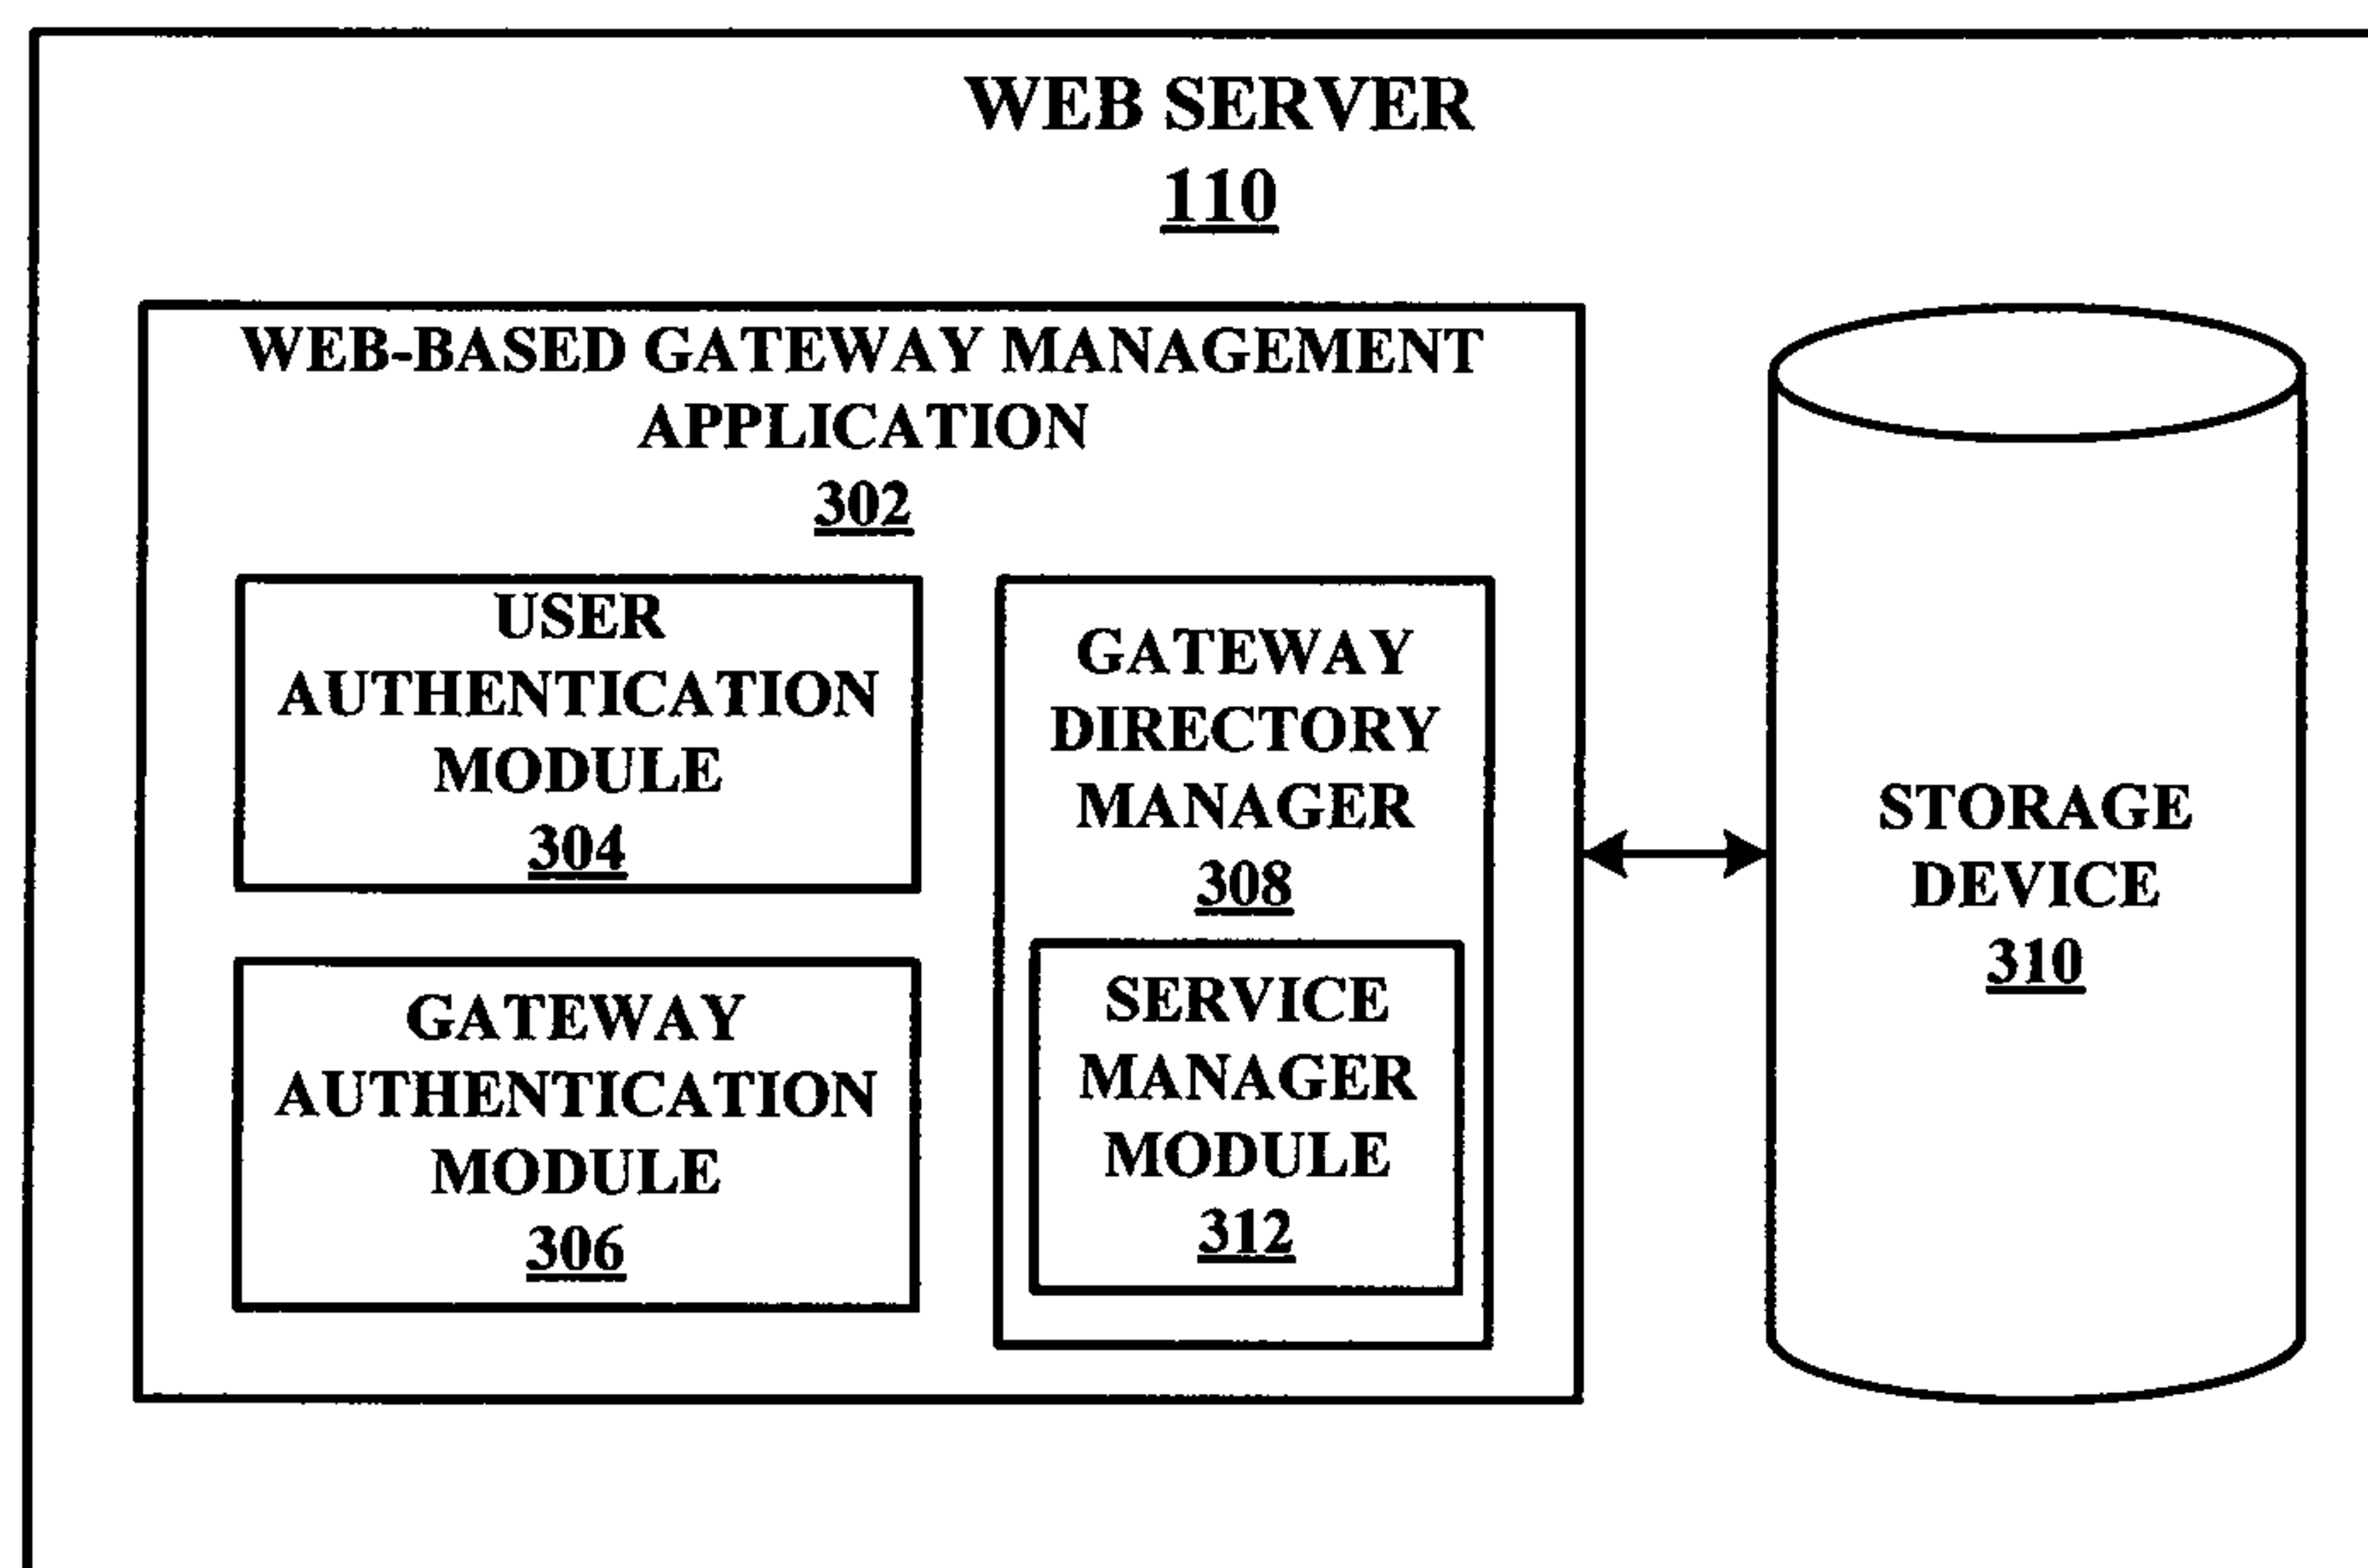 WEB SERVER
110
WEB-BASED GATEWAY MANAGEMENT
APPLICATION
302
USER
AUTHENTICATION
MODULE
304
GATEWAY
AUTHENTICATION
MODULE
306
GATEWAY
DIRECTORY
MANAGER
308
SERVICE
MANAGER
MODULE
312
STORAGE
DEVICE
310